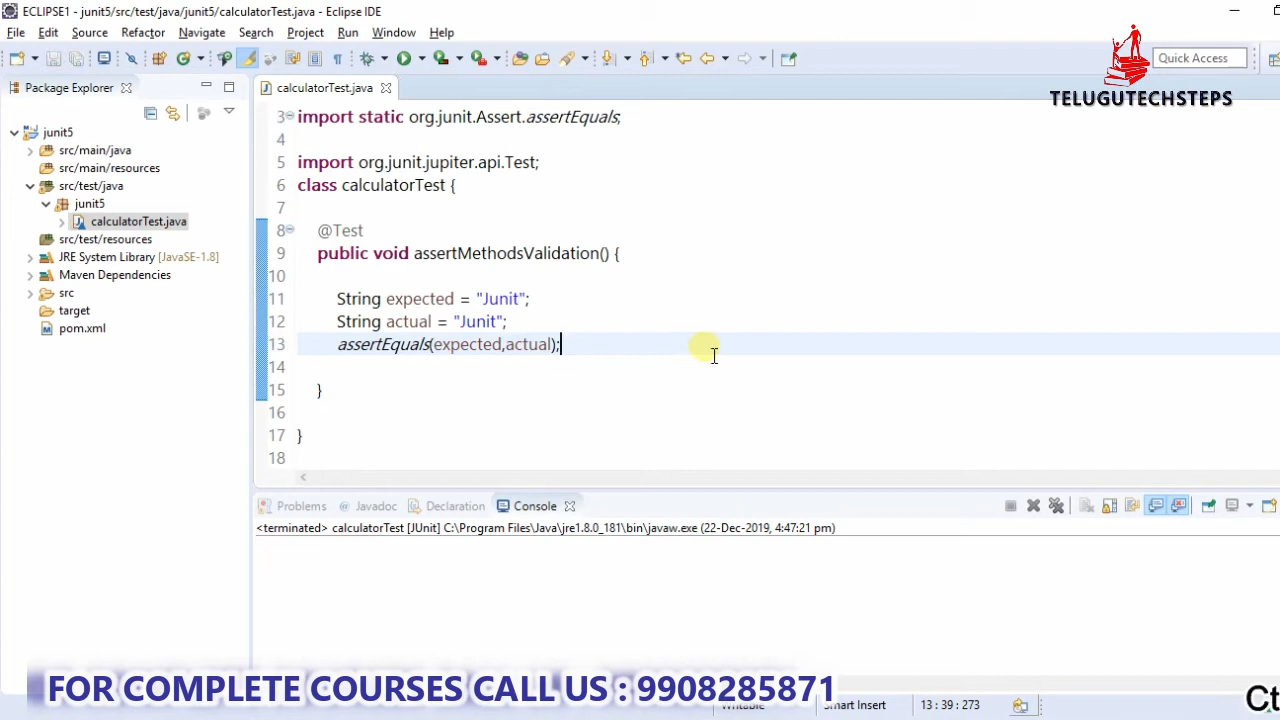 ECLIPSE1 - junit5/src/test/java/junit5/calculatorTest.java - Eclipse IDE
File Edit Source Refactor Navigate Search Project Run Window Help
Quick Access
TELUGUTECHSTEPS
Package Explorer
calculatorTest.java
junit5
src/main/java
src/main/resources
src/test/java
junit5
calculatorTest.java
src/test/resources
JRE System Library [JavaSE-1.8]
Maven Dependencies
src
target
pom.xml
3 import static org.junit.Assert.assertEquals;
4
5 import org.junit.jupiter.api.Test;
6 class calculatorTest {
7
8 @Test
9 public void assertMethodsValidation() {
10
11 String expected = "Junit";
12 String actual = "Junit";
13 assertEquals(expected,actual);
14
15 }
16
17 }
18
Problems @ Javadoc Declaration Console
<terminated> calculatorTest [JUnit] C:\Program Files\Java\jre1.8.0_181\bin\javaw.exe (22-Dec-2019, 4:47:21 pm)
FOR COMPLETE COURSES CALL US : 9908285871
Writable Smart Insert 13 : 39 : 273
Ct